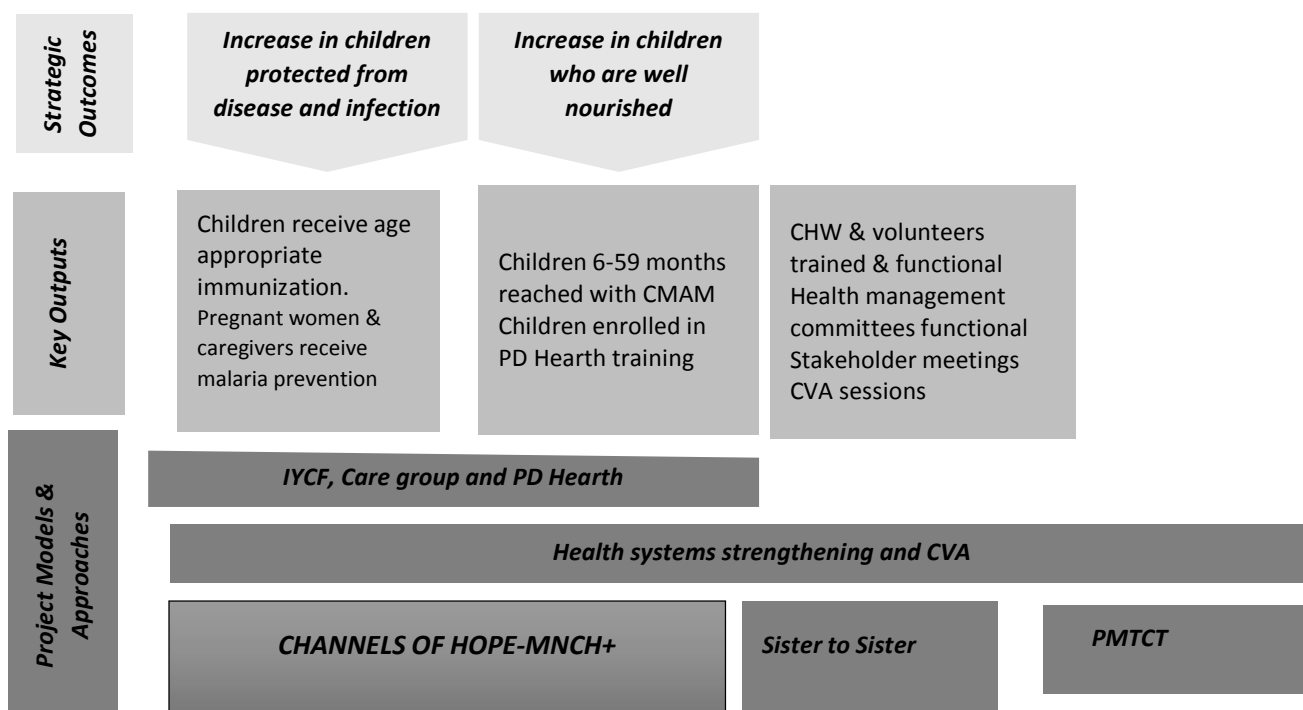 Strategic
Outcomes
Increase in children
protected from
disease and infection
Increase in children
who are well
nourished
Key Outputs
Children receive age
appropriate
immunization.
Pregnant women &
caregivers receive
malaria prevention
Children 6-59 months
reached with CMAM
Children enrolled in
PD Hearth training
CHW & volunteers
trained & functional
Health management
committees functional
Stakeholder meetings
CVA sessions
Project Models &
Approaches
IYCF, Care group and PD Hearth
Health systems strengthening and CVA
CHANNELS OF HOPE-MNCH+
Sister to Sister
PMTCT